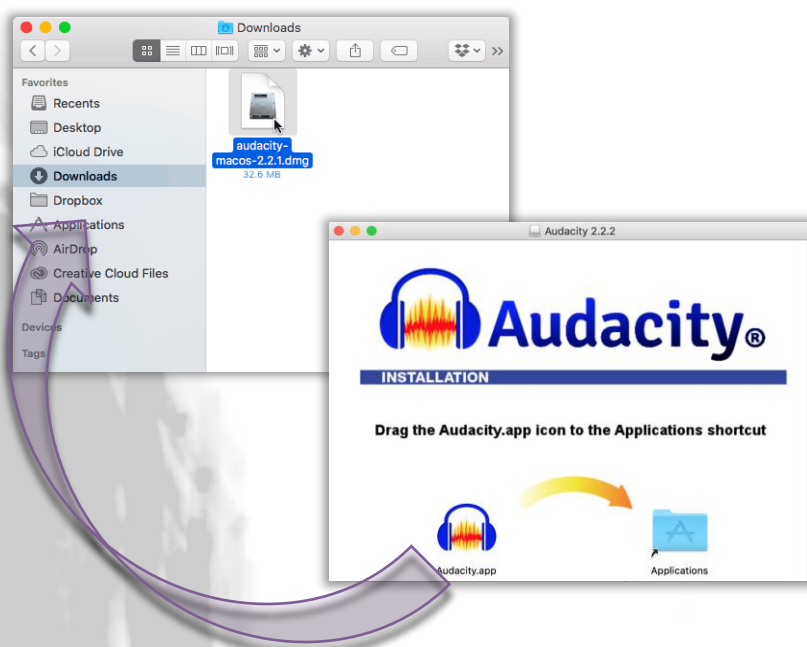 Downloads
Favorites
Recents
Desktop
iCloud Drive
Downloads
Dropbox
Applications
AirDrop
Creative Cloud Files
Documents
Devices
Tags
audacity-
macos-2.2.1.dmg
32.6 MB
Audacity 2.2.2
Audacity®
INSTALLATION
Drag the Audacity.app icon to the Applications shortcut
Audacity.app
Applications